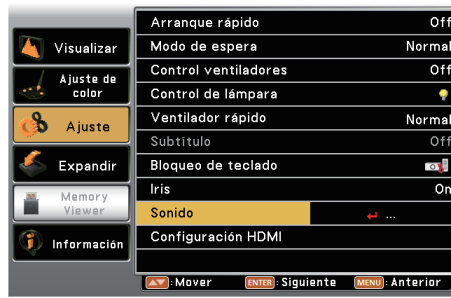 Visualizar
Ajuste de
color
Ajuste
Expandir
Memory
Viewer
Información
Arranque rápido Off
Modo de espera Normal
Control ventiladores Off
Control de lámpara
Ventilador rápido Normal
Subtítulo Off
Bloqueo de teclado
Iris On
Sonido ...
Configuración HDMI
:Mover ENTER :Siguiente MENU :Anterior